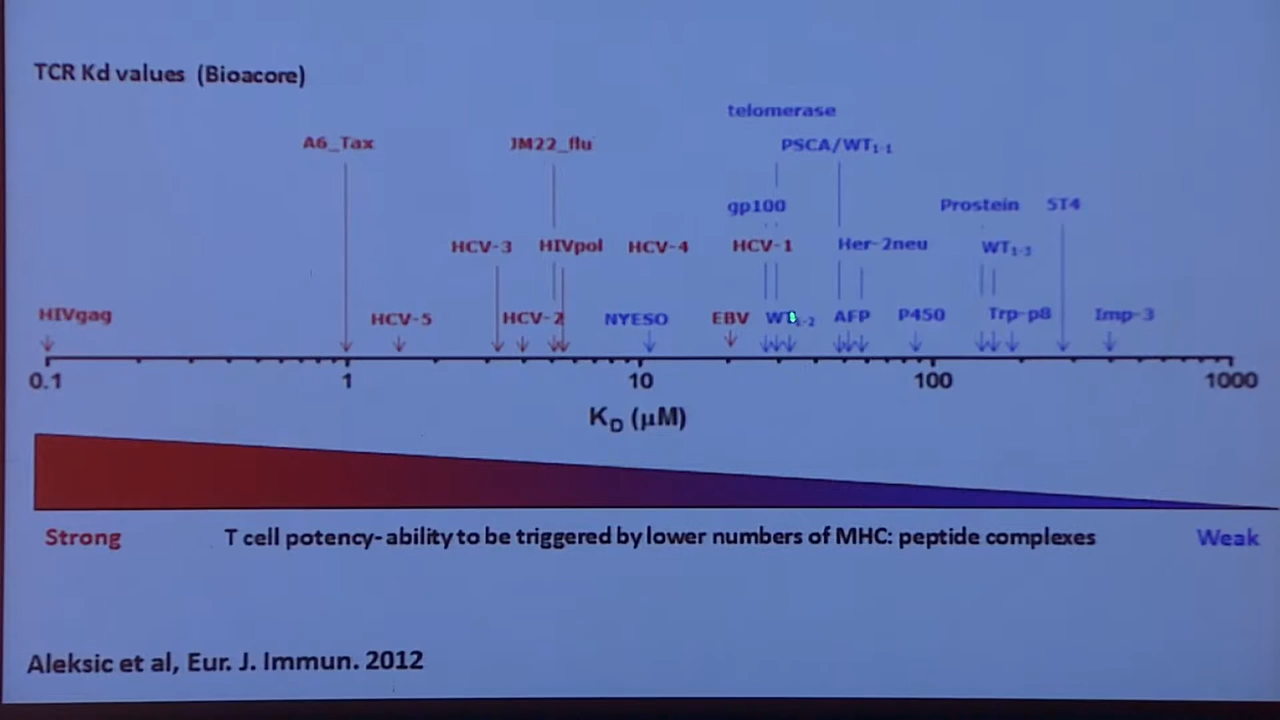 TCR Kd values (Bioacore)
telomerase
A6_Tax JM22_flu PSCA/WT1-1
gp100 Prostein ST4
HCV-3 HIVpol HCV-4 HCV-1 Her-2neu WT1-3
HIVgag HCV-5 HCV-2 NYESO EBV AFP P450 Trp-p8 Imp-3
0.1 1 10 100 1000
KD (μM)
Strong T cell potency- ability to be triggered by lower numbers of MHC: peptide complexes Weak
Aleksic et al, Eur. J. Immun. 2012